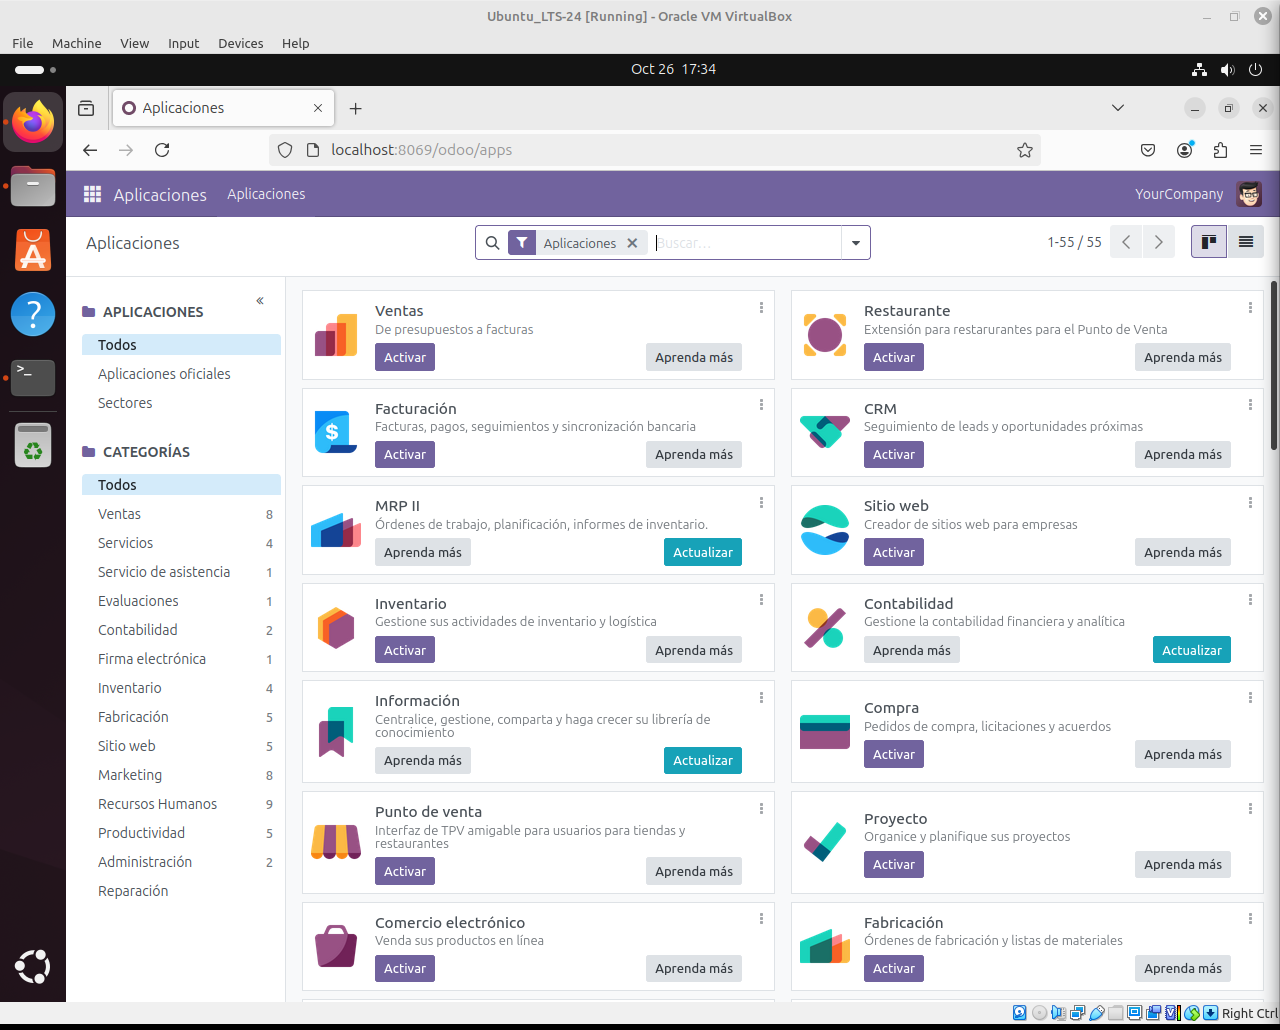 Ubuntu_LTS-24 [Running] - Oracle VM VirtualBox
File Machine View Input Devices Help
Oct 26 17:34
Aplicaciones
localhost:8069/odoo/apps
Aplicaciones Aplicaciones YourCompany
Aplicaciones
Aplicaciones
Buscar...
1-55 / 55
APLICACIONES
Todos
Aplicaciones oficiales
Sectores
CATEGORÍAS
Todos
Ventas 8
Servicios 4
Servicio de asistencia 1
Evaluaciones 1
Contabilidad 2
Firma electrónica 1
Inventario 4
Fabricación 5
Sitio web 5
Marketing 8
Recursos Humanos 9
Productividad 5
Administración 2
Reparación
Ventas
De presupuestos a facturas
Activar Aprenda más
Restaurante
Extensión para restarurantes para el Punto de Venta
Activar Aprenda más
Facturación
Facturas, pagos, seguimientos y sincronización bancaria
Activar Aprenda más
CRM
Seguimiento de leads y oportunidades próximas
Activar Aprenda más
MRP II
Órdenes de trabajo, planificación, informes de inventario.
Aprenda más Actualizar
Sitio web
Creador de sitios web para empresas
Activar Aprenda más
Inventario
Gestione sus actividades de inventario y logística
Activar Aprenda más
Contabilidad
Gestione la contabilidad financiera y analítica
Aprenda más Actualizar
Información
Centralice, gestione, comparta y haga crecer su librería de
conocimiento
Aprenda más Actualizar
Compra
Pedidos de compra, licitaciones y acuerdos
Activar Aprenda más
Punto de venta
Interfaz de TPV amigable para usuarios para tiendas y
restaurantes
Activar Aprenda más
Proyecto
Organice y planifique sus proyectos
Activar Aprenda más
Comercio electrónico
Venda sus productos en línea
Activar Aprenda más
Fabricación
Órdenes de fabricación y listas de materiales
Activar Aprenda más
Right Ctrl